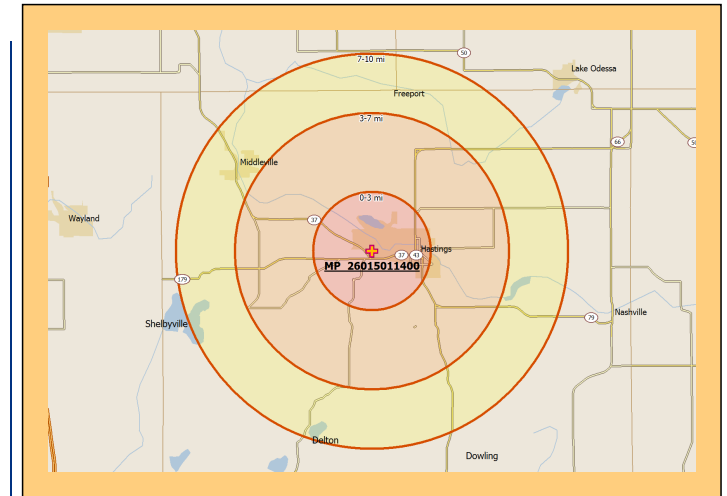 7-10 mi
50
Lake Odessa
Freeport
3-7 mi
66
Middleville
0-3 mi
Wayland
37
Hastings
37
43
MP_26015011400
179
Nashville
79
Shelbyville
Delton
Dowling